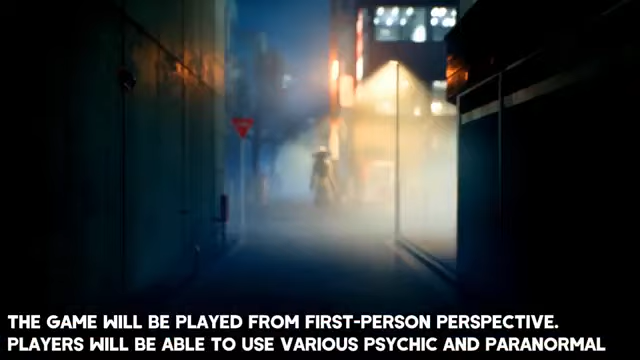 THE GAME WILL BE PLAYED FROM FIRST-PERSON PERSPECTIVE.
PLAYERS WILL BE ABLE TO USE VARIOUS PSYCHIC AND PARANORMAL